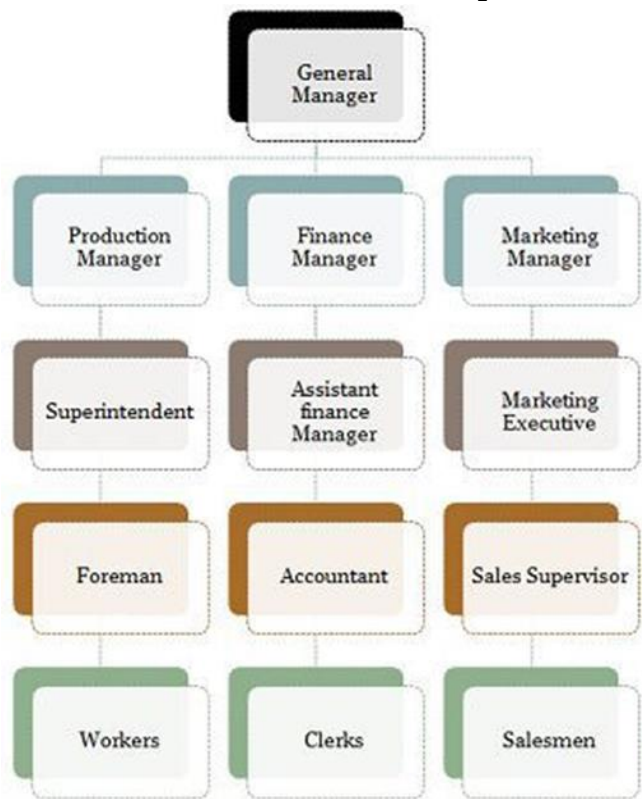 General
Manager
Production
Manager
Finance
Manager
Marketing
Manager
Superintendent
Assistant
finance
Manager
Marketing
Executive
Foreman
Accountant
Sales Supervisor
Workers
Clerks
Salesmen